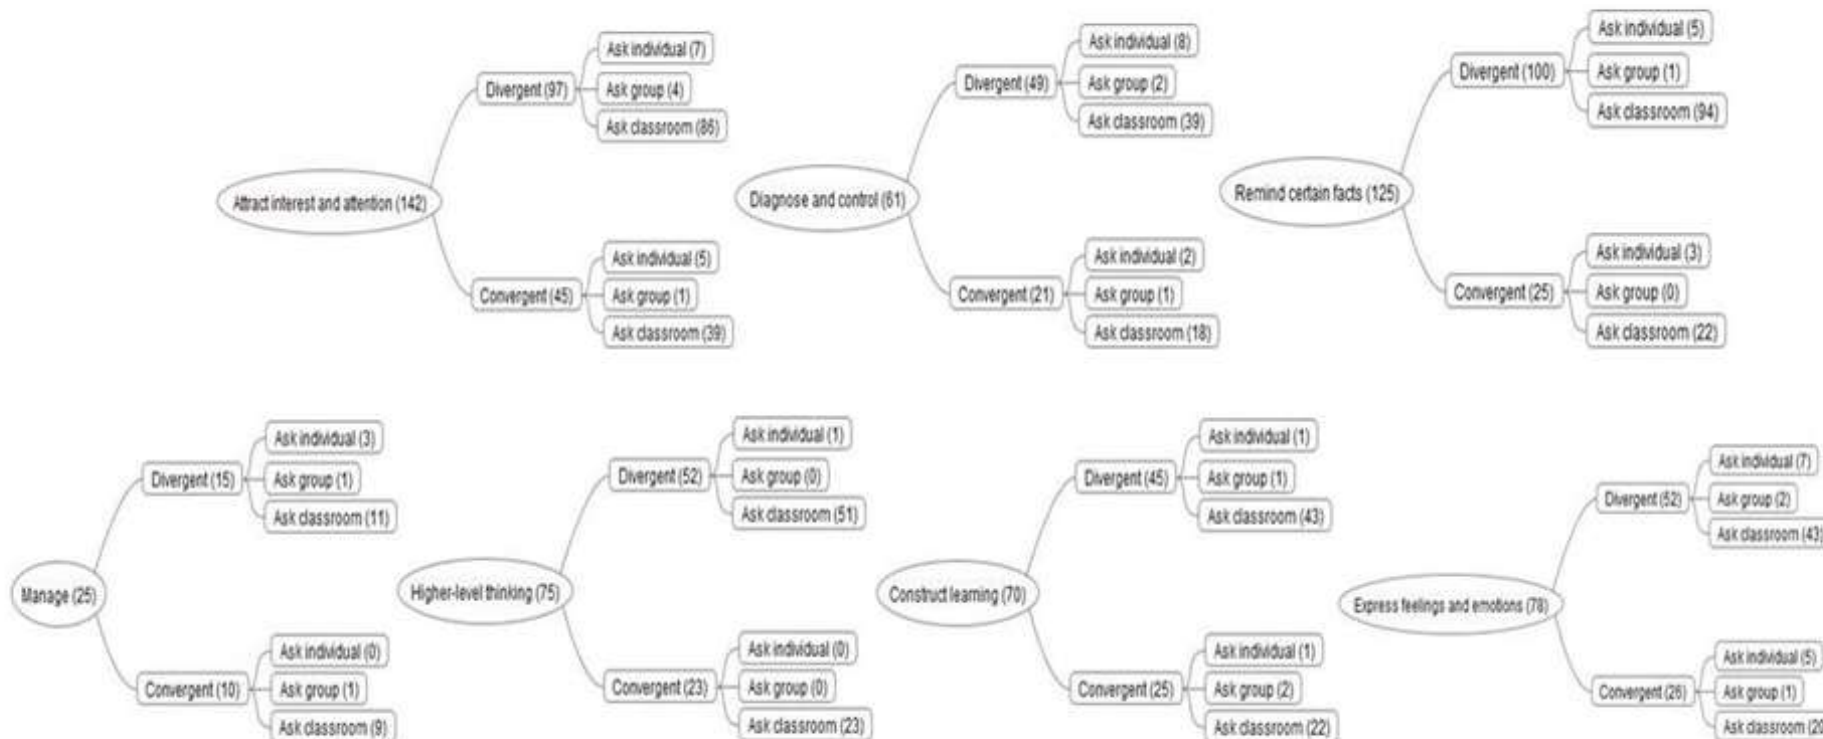 Attract interest and attention (142)
Divergent (97)
Ask individual (7)
Ask group (4)
Ask classroom (86)
Convergent (45)
Ask individual (5)
Ask group (1)
Ask classroom (39)
Diagnose and control (61)
Divergent (49)
Ask individual (8)
Ask group (2)
Ask classroom (39)
Convergent (21)
Ask individual (2)
Ask group (1)
Ask classroom (18)
Remind certain facts (125)
Divergent (100)
Ask individual (5)
Ask group (1)
Ask classroom (94)
Convergent (25)
Ask individual (3)
Ask group (0)
Ask classroom (22)
Manage (25)
Divergent (15)
Ask individual (3)
Ask group (1)
Ask classroom (11)
Convergent (10)
Ask individual (0)
Ask group (1)
Ask classroom (9)
Higher-level thinking (75)
Divergent (52)
Ask individual (1)
Ask group (0)
Ask classroom (51)
Convergent (23)
Ask individual (0)
Ask group (0)
Ask classroom (23)
Construct learning (70)
Divergent (45)
Ask individual (1)
Ask group (1)
Ask classroom (43)
Convergent (25)
Ask individual (1)
Ask group (2)
Ask classroom (22)
Express feelings and emotions (78)
Divergent (52)
Ask individual (7)
Ask group (2)
Ask classroom (43)
Convergent (26)
Ask individual (5)
Ask group (1)
Ask classroom (20